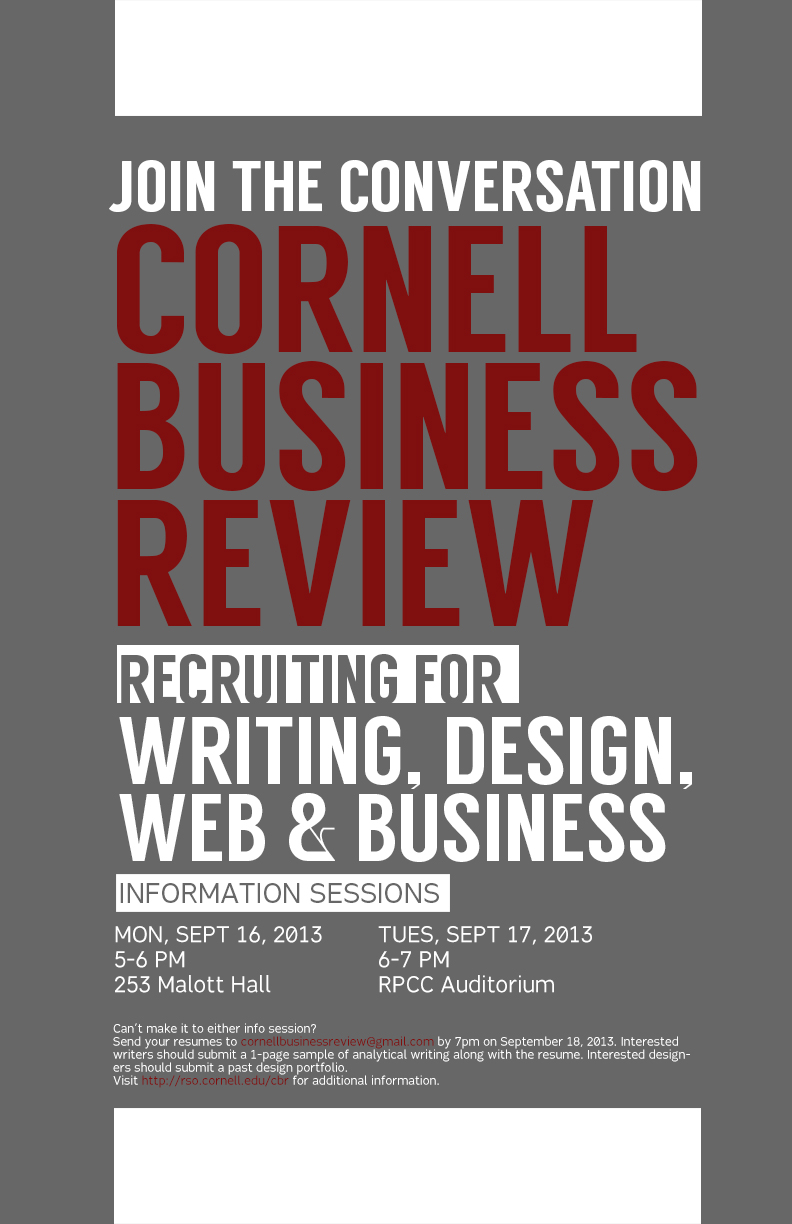 JOIN THE CONVERSATION
CORNELL
BUSINESS
REVIEW
RECRUITING FOR
WRITING, DESIGN,
WEB & BUSINESS
INFORMATION SESSIONS
MON, SEPT 16, 2013
5-6 PM
253 Malott Hall
TUES, SEPT 17, 2013
6-7 PM
RPCC Auditorium
Can't make it to either info session?
Send your resumes to cornellbusinessreview@gmail.com by 7pm on September 18, 2013. Interested
writers should submit a 1-page sample of analytical writing along with the resume. Interested design-
ers should submit a past design portfolio.
Visit http://rso.cornell.edu/cbr for additional information.